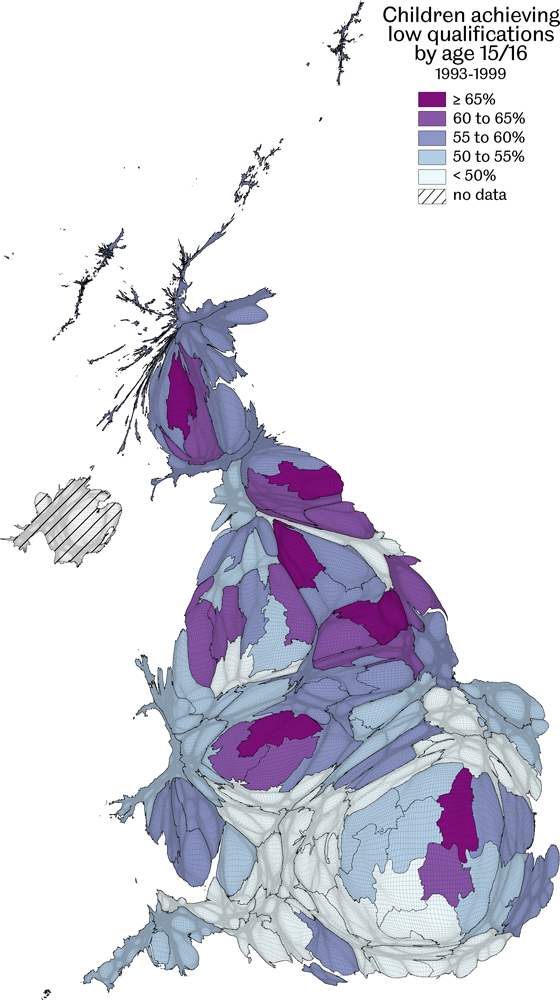 Children achieving
low qualifications
by age 15/16
1993-1999
≥ 65%
60 to 65%
55 to 60%
50 to 55%
< 50%
no data